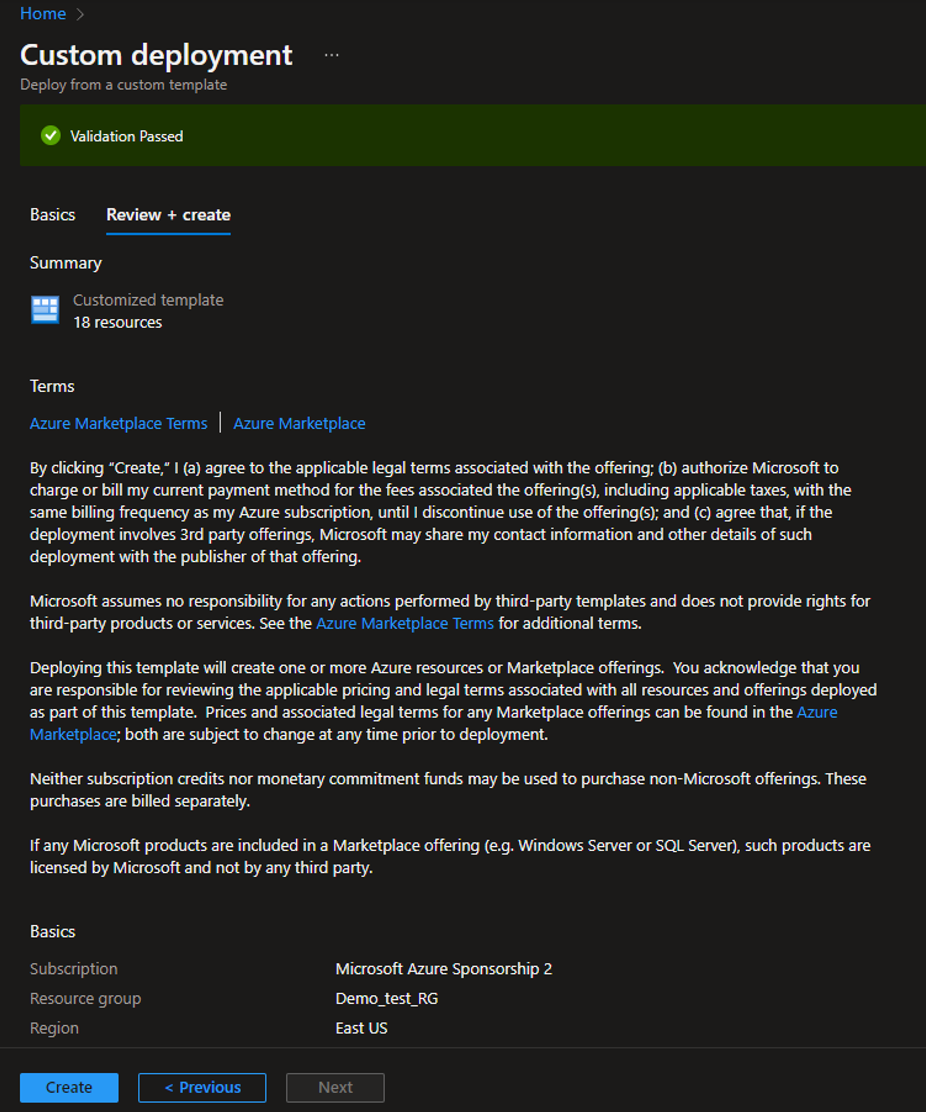 Home >
Custom deployment ...
Deploy from a custom template
Validation Passed
Basics Review + create
Summary
Customized template
18 resources
Terms
Azure Marketplace Terms | Azure Marketplace
By clicking “Create,” I (a) agree to the applicable legal terms associated with the offering; (b) authorize Microsoft to
charge or bill my current payment method for the fees associated the offering(s), including applicable taxes, with the
same billing frequency as my Azure subscription, until I discontinue use of the offering(s); and (c) agree that, if the
deployment involves 3rd party offerings, Microsoft may share my contact information and other details of such
deployment with the publisher of that offering.
Microsoft assumes no responsibility for any actions performed by third-party templates and does not provide rights for
third-party products or services. See the Azure Marketplace Terms for additional terms.
Deploying this template will create one or more Azure resources or Marketplace offerings.  You acknowledge that you
are responsible for reviewing the applicable pricing and legal terms associated with all resources and offerings deployed
as part of this template.  Prices and associated legal terms for any Marketplace offerings can be found in the Azure
Marketplace; both are subject to change at any time prior to deployment.
Neither subscription credits nor monetary commitment funds may be used to purchase non-Microsoft offerings. These
purchases are billed separately.
If any Microsoft products are included in a Marketplace offering (e.g. Windows Server or SQL Server), such products are
licensed by Microsoft and not by any third party.
Basics
Subscription Microsoft Azure Sponsorship 2
Resource group Demo_test_RG
Region East US
Create < Previous Next